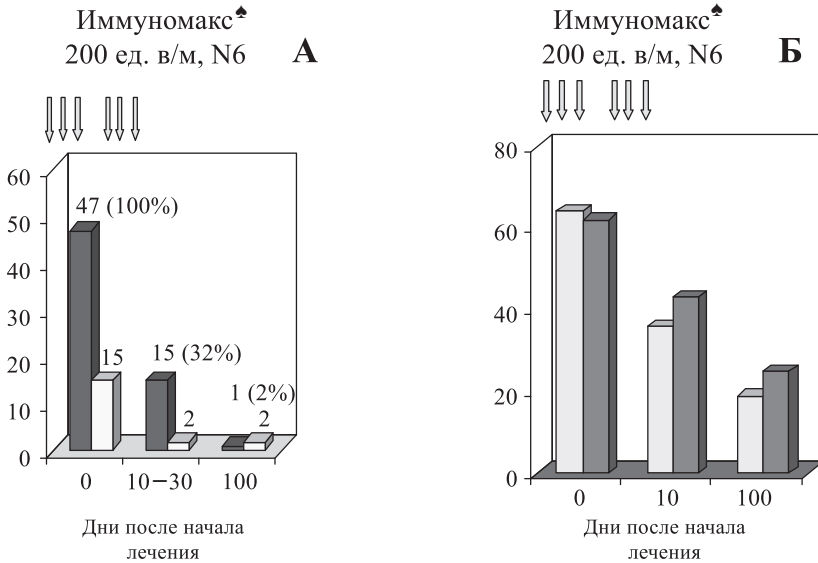 Иммуномакс♠
200 ед. в/м, N6
А
60
50
40
30
20
10
0
47 (100%)
15
15 (32%)
2
1 (2%)
2
0
10−30
100
Дни после начала
лечения
Иммуномакс♠
200 ед. в/м, N6
Б
80
60
40
20
0
0
10
100
Дни после начала
лечения